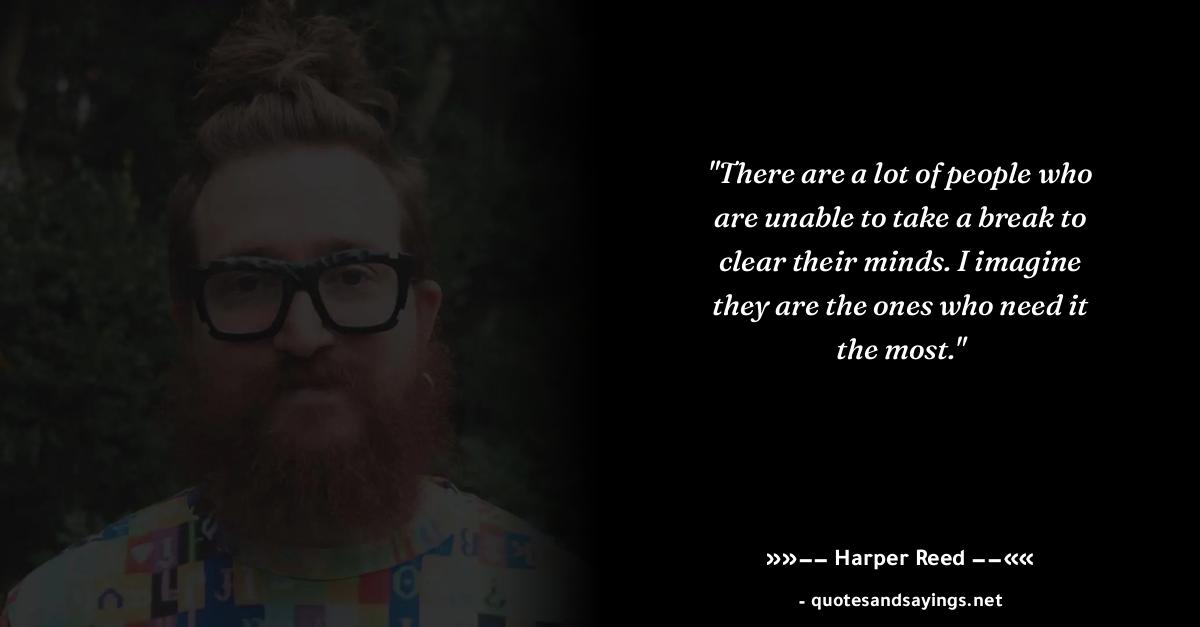 "There are a lot of people who
are unable to take a break to
clear their minds. I imagine
they are the ones who need it
the most."
»»−− Harper Reed −−««
- quotesandsayings.net